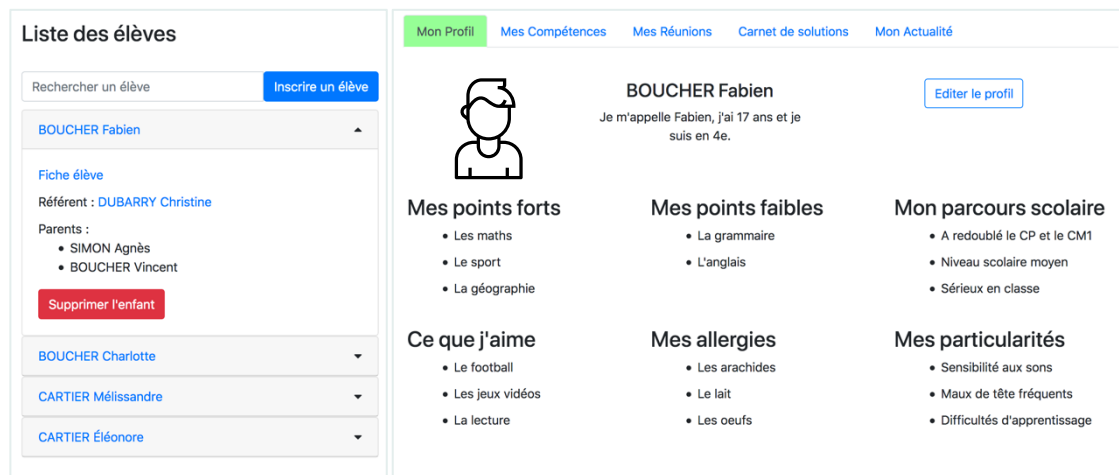 Liste des élèves
Rechercher un élève
Inscrire un élève
BOUCHER Fabien
Fiche élève
Référent : DUBARRY Christine
Parents :
SIMON Agnès
BOUCHER Vincent
Supprimer l'enfant
BOUCHER Charlotte
CARTIER Mélissandre
CARTIER Éléonore
Mon Profil
Mes Compétences
Mes Réunions
Carnet de solutions
Mon Actualité
BOUCHER Fabien
Je m'appelle Fabien, j'ai 17 ans et je
suis en 4e.
Editer le profil
Mes points forts
Les maths
Le sport
La géographie
Mes points faibles
La grammaire
L'anglais
Mon parcours scolaire
A redoublé le CP et le CM1
Niveau scolaire moyen
Sérieux en classe
Ce que j'aime
Le football
Les jeux vidéos
La lecture
Mes allergies
Les arachides
Le lait
Les oeufs
Mes particularités
Sensibilité aux sons
Maux de tête fréquents
Difficultés d'apprentissage